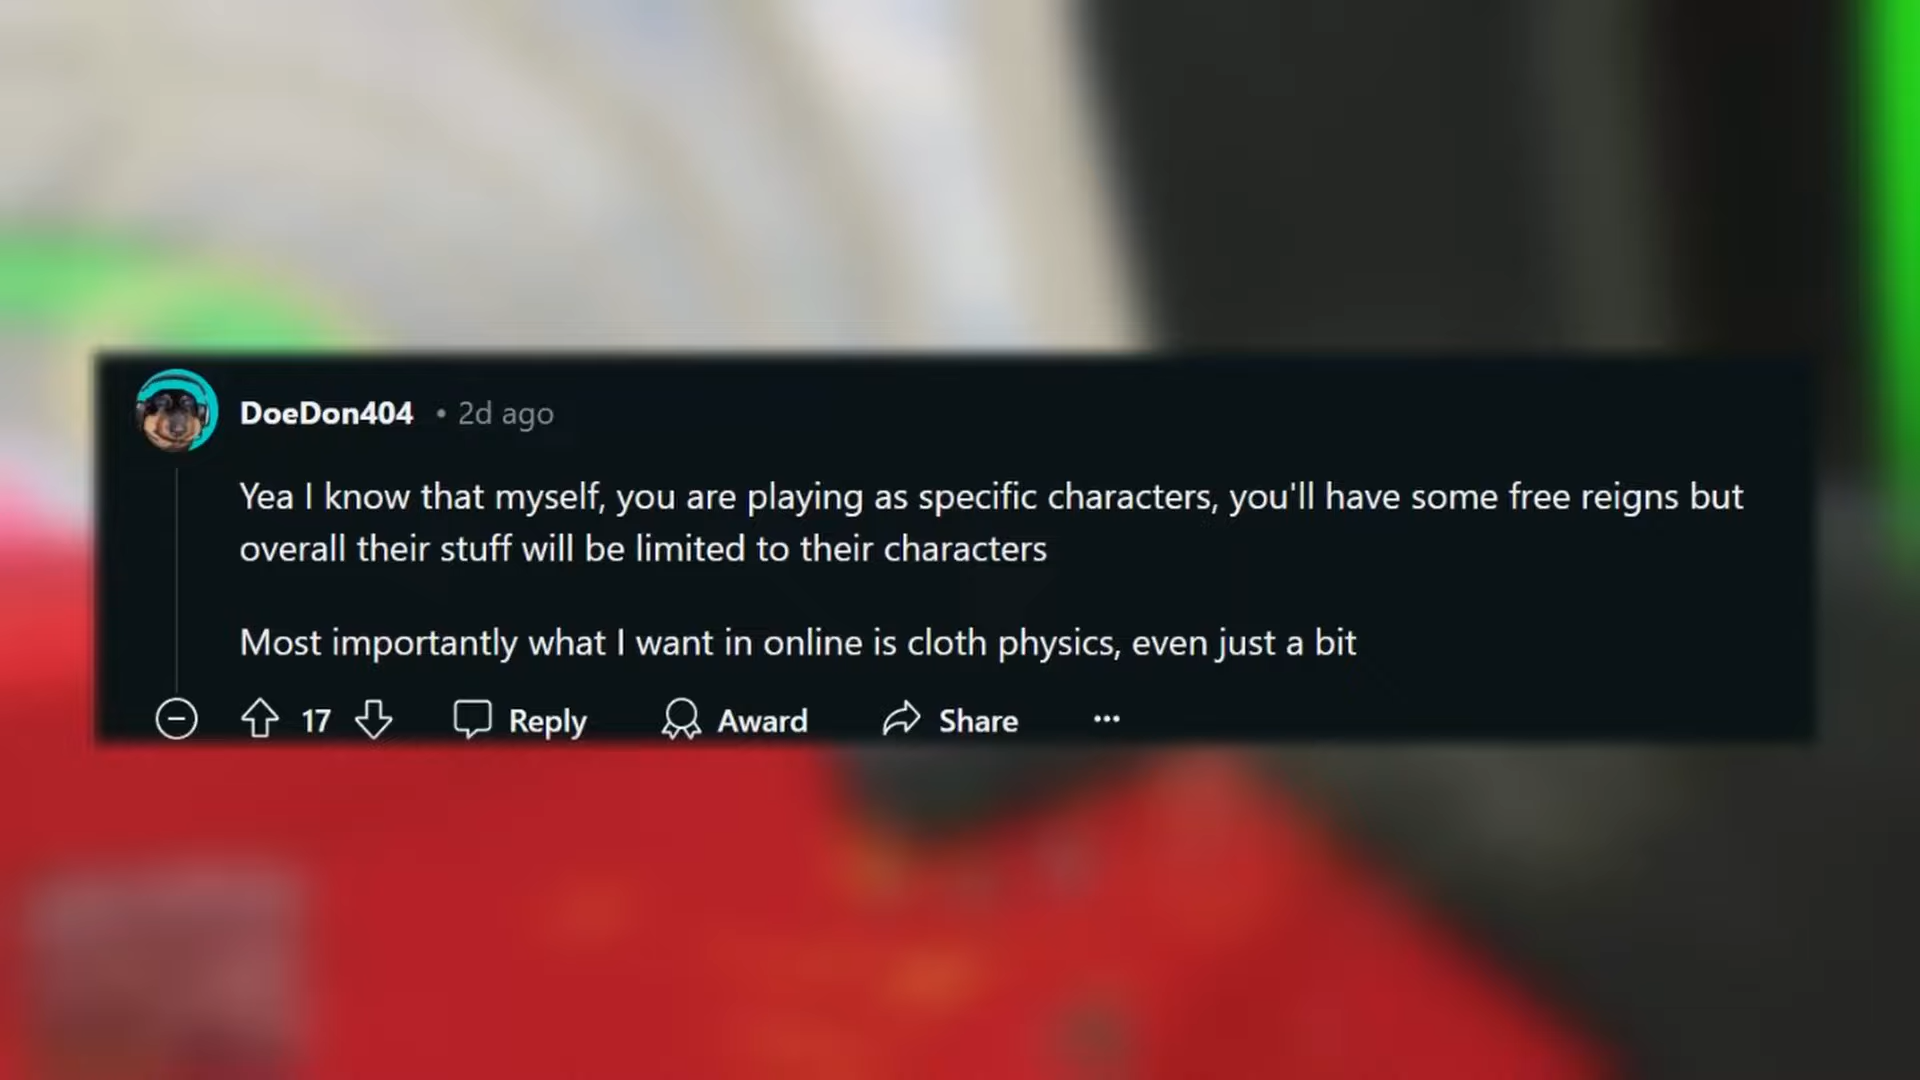 DoeDon404 • 2d ago
Yea I know that myself, you are playing as specific characters, you'll have some free reigns but
overall their stuff will be limited to their characters
Most importantly what I want in online is cloth physics, even just a bit
17 Reply Award Share ...